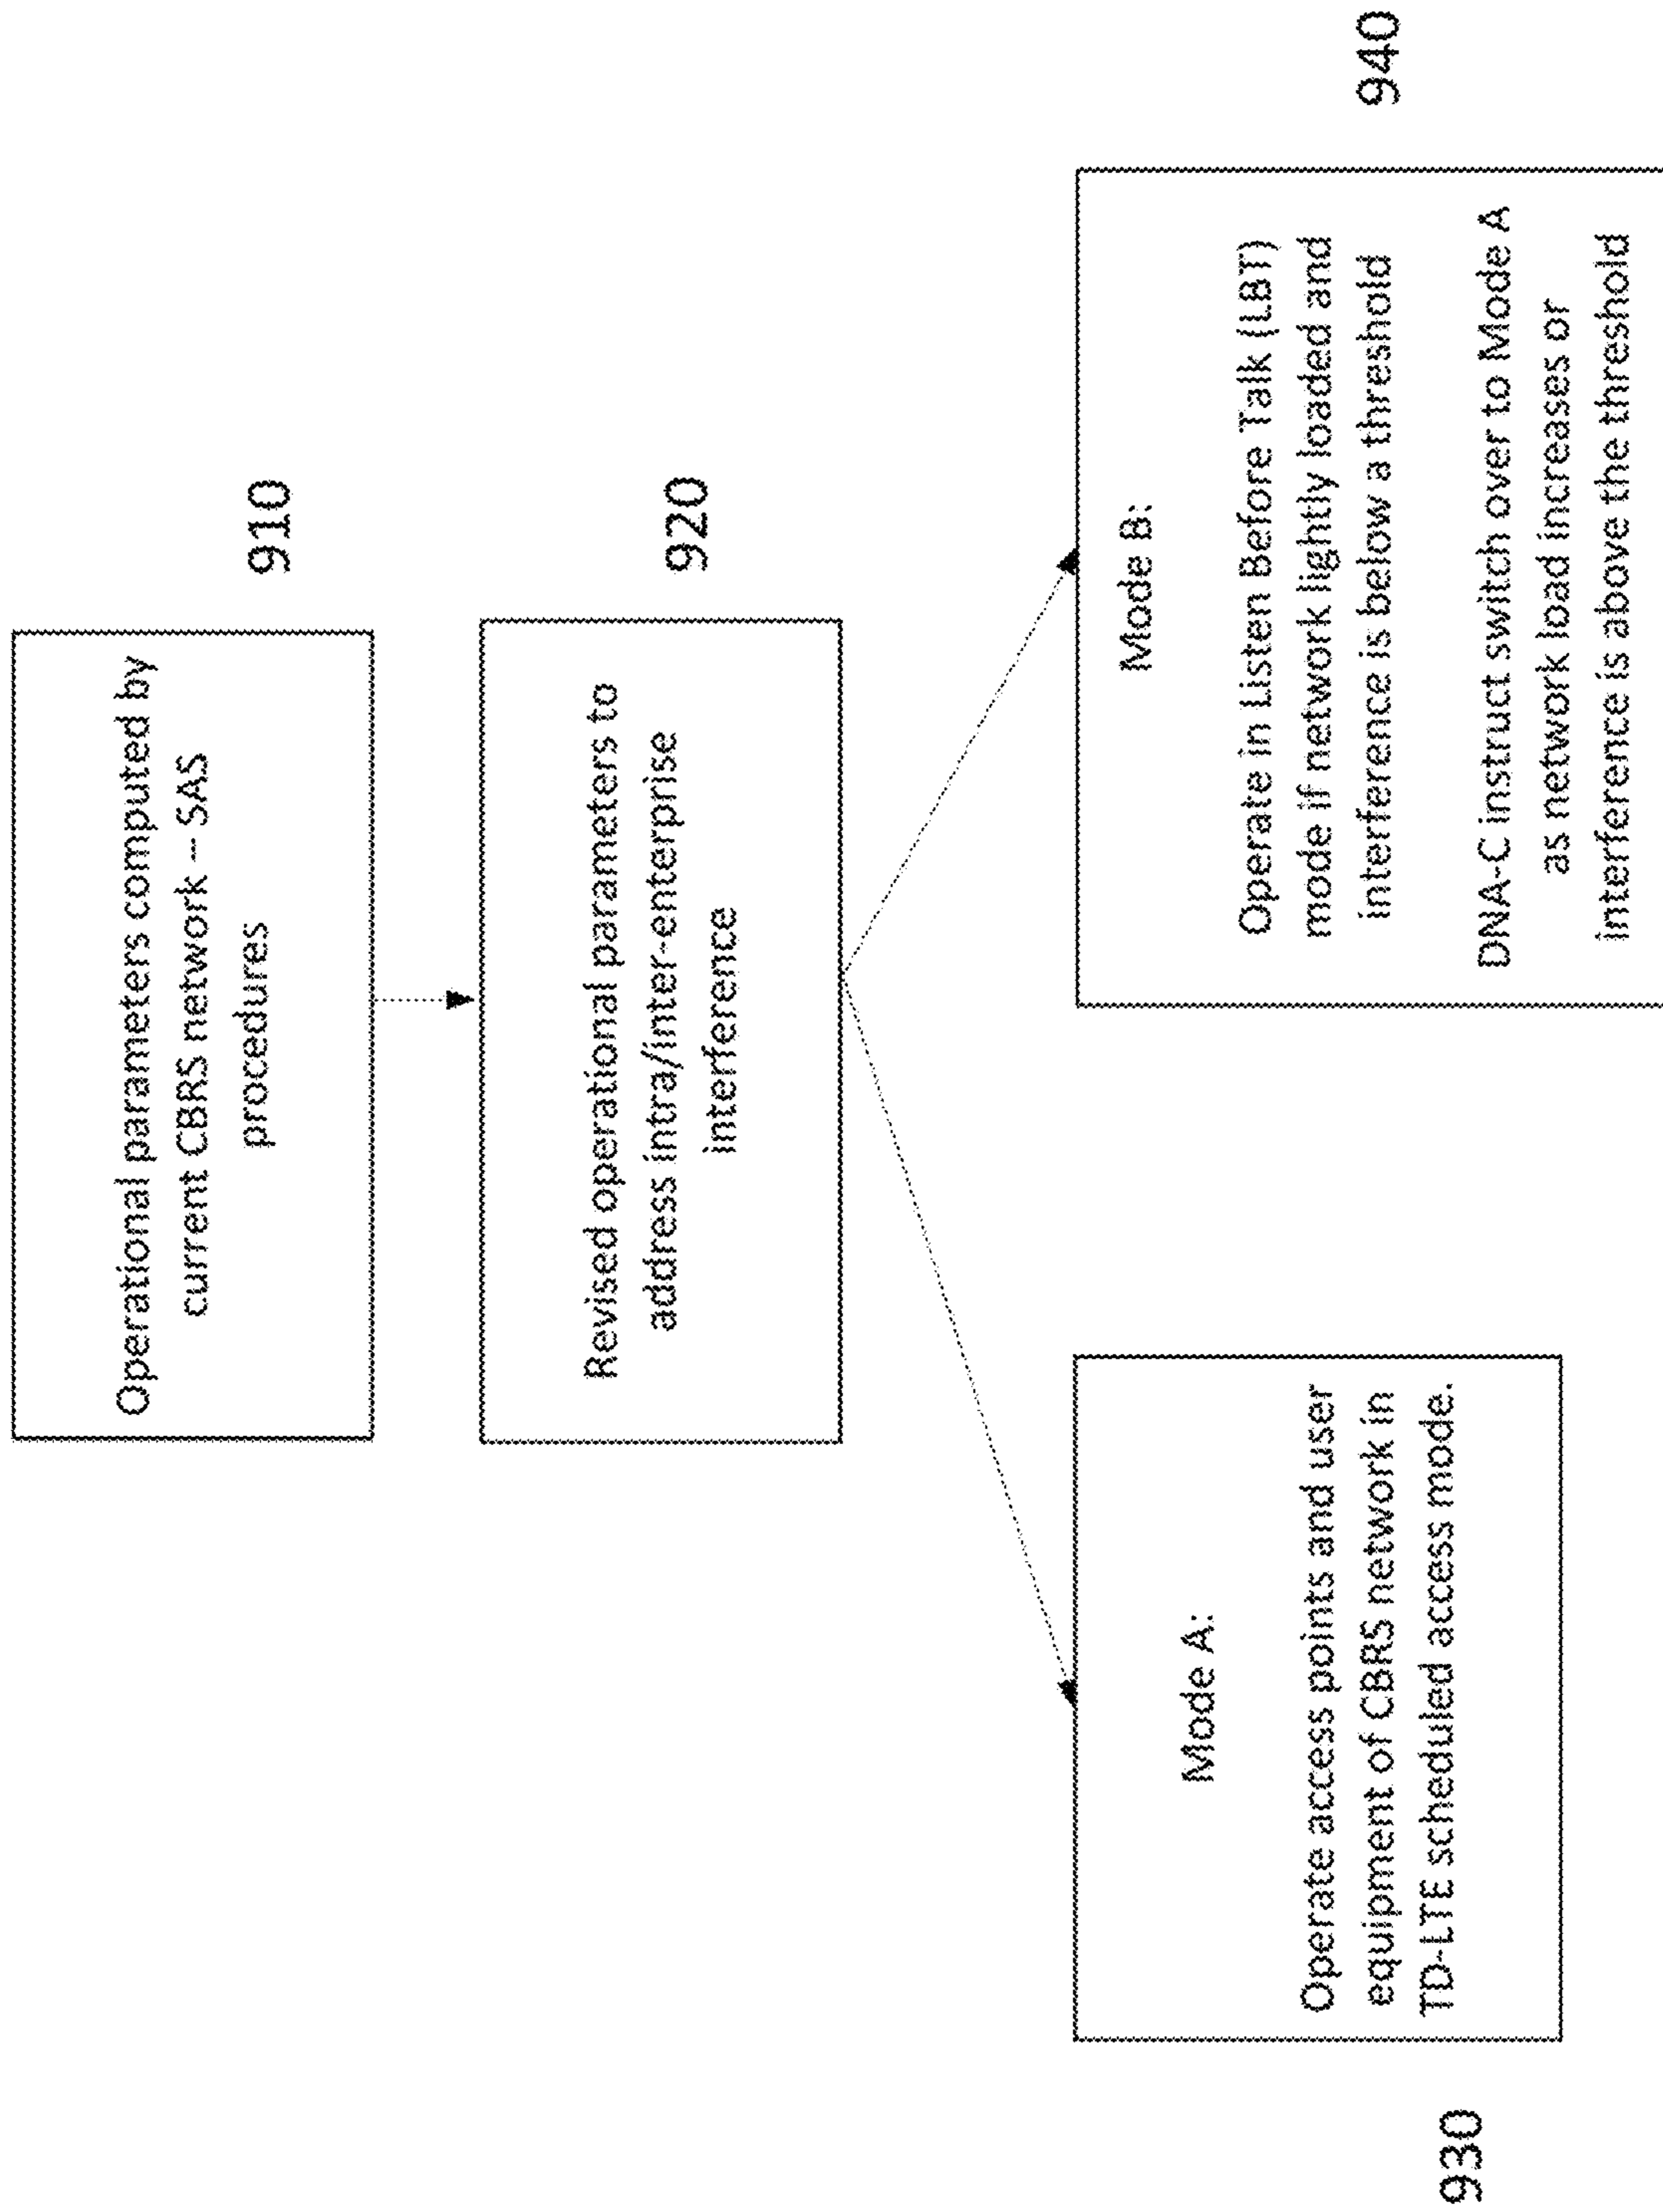 Operational parameters computed by
current CBRS network -- SAS
procedures
910
Revised operational parameters to
address intra/inter-enterprise
interference
920
Mode A:
Operate access points and user
equipment of CBRS network in
TD-LTE scheduled access mode.
930
Mode B:
Operate in Listen Before Talk (LBT)
mode if network lightly loaded and
interference is below a threshold
DNA-C instruct switch over to Mode A
as network load increases or
interference is above the threshold
940